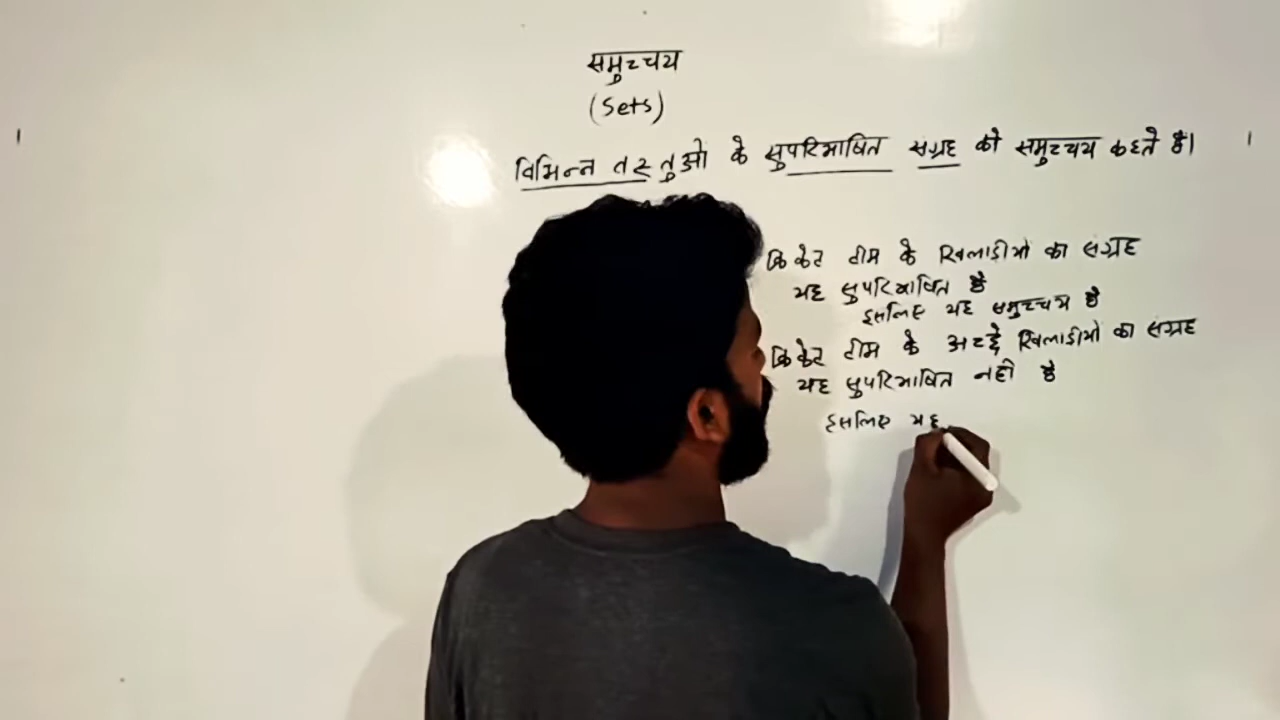 समुच्चय
(Sets)
विभिन्न वस्तुओ के सुपरिभाषित संग्रह को समुच्चय कहते है।
क्रिकेट टीम के खिलाडीयो का संग्रह
यह सुपरिभाषित है
इसलिए यह समुच्चय है
क्रिकेट टीम के अच्छे खिलाडीयो का संग्रह
यह सुपरिभाषित नही है
इसलिए यह